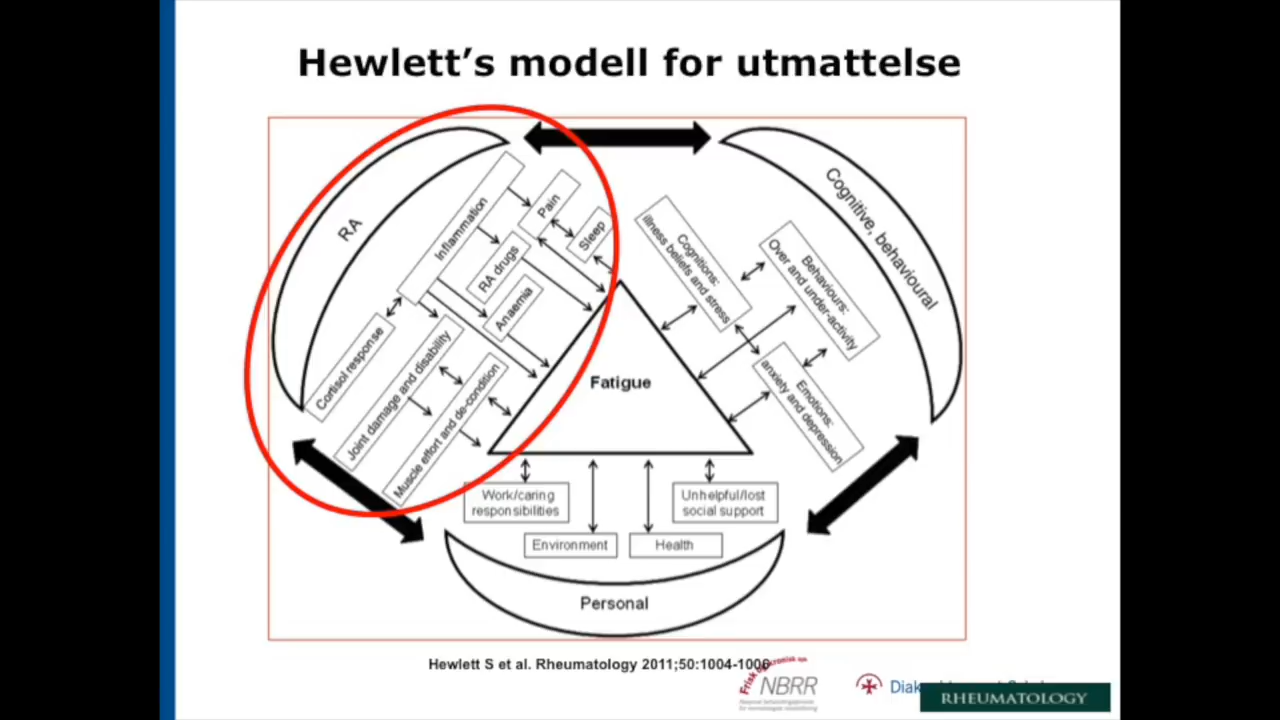 Hewlett's modell for utmattelse
RA
Inflammation
Pain
Sleep
RA drugs
Anaemia
Cortisol response
Joint damage and disability
Muscle effort and de-condition
Cognitive, behavioural
Cognitions:
illness beliefs and stress
Behaviours:
Over and under-activity
Emotions:
anxiety and depression
Fatigue
Work/caring
responsibilities
Unhelpful/lost
social support
Environment
Health
Personal
Hewlett S et al. Rheumatology 2011;50:1004-1006
NBRR
RHEUMATOLOGY